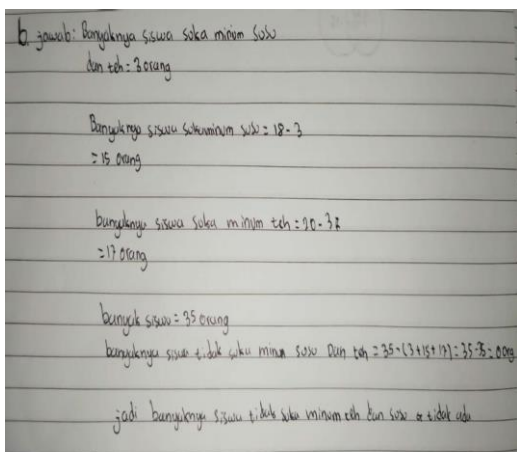 b. jawab: Banyaknya siswa suka minum susu
dan teh = 3 orang
Banyaknya siswa suka minum susu = 18 - 3
= 15 orang
banyaknya siswa suka minum teh = 20 - 3
= 17 orang
banyak siswa = 35 orang
banyaknya siswa tidak suka minum susu Dan teh = 35 - (3+15+17) = 35-35 = 0 orng
jadi banyaknya siswa tidak suka minum teh dan susu tidak ada